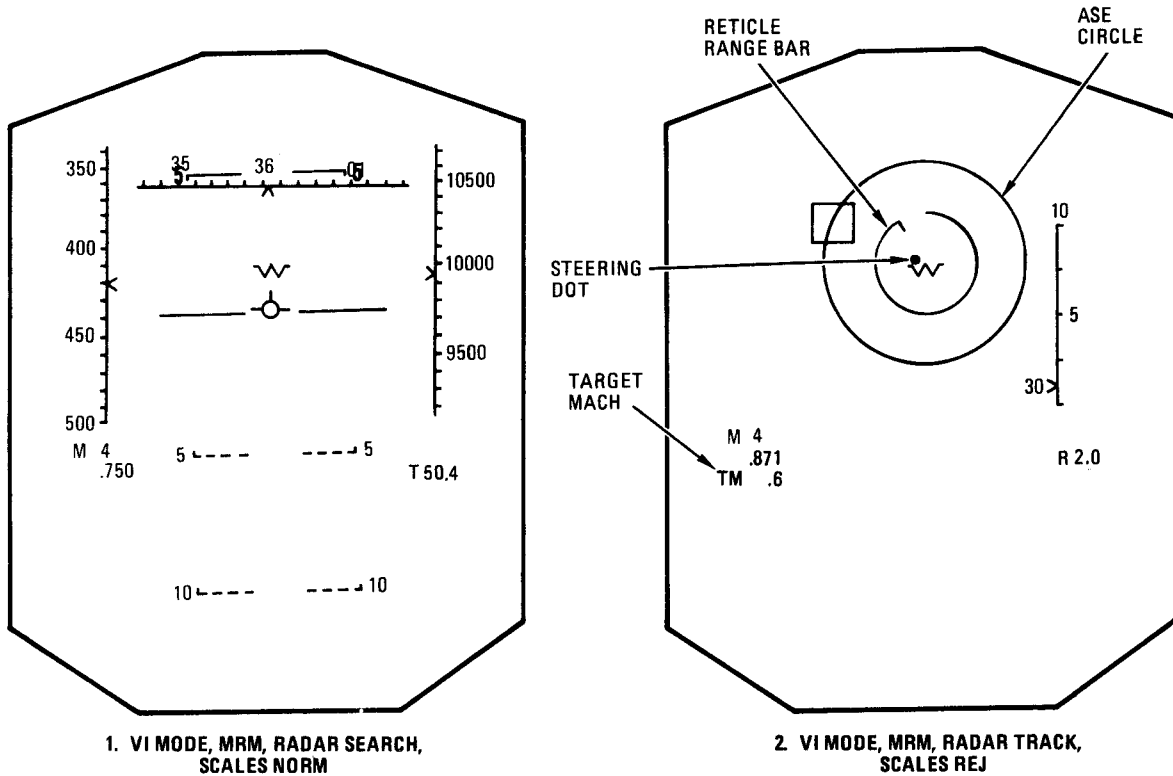 RETICLE
RANGE BAR
ASE
CIRCLE
35
5
36
350
400
450
500
10500
10000
9500
M 4
.750
5
5
T 50.4
10
10
1. VI MODE, MRM, RADAR SEARCH,
SCALES NORM
STEERING
DOT
10
5
30
TARGET
MACH
M 4
.871
TM .6
R 2.0
2. VI MODE, MRM, RADAR TRACK,
SCALES REJ